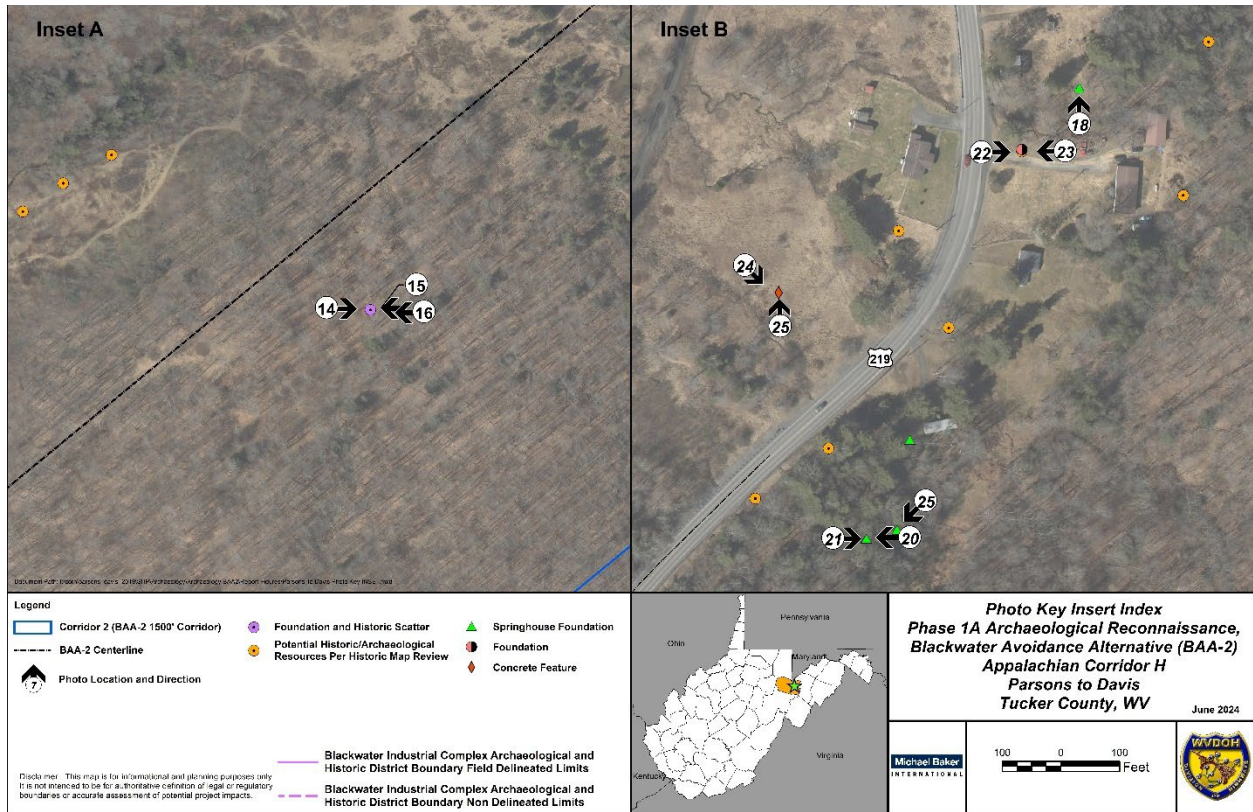 Inset A
14
15
16
Inset B
18
22
23
24
25
219
25
21
20
Legend
Corridor 2 (BAA-2 1500' Corridor)
BAA-2 Centerline
7
Photo Location and Direction
Foundation and Historic Scatter
Potential Historic/Archaeological
Resources Per Historic Map Review
Springhouse Foundation
Foundation
Concrete Feature
Blackwater Industrial Complex Archaeological and
Historic District Boundary Field Delineated Limits
Blackwater Industrial Complex Archaeological and
Historic District Boundary Non Delineated Limits
Disclaimer: This map is for informational and planning purposes only
It is not intended to be for authoritative definition of legal or regulatory
boundaries or accurate assessment of potential project impacts.
Pennsylvania
Ohio
Maryland
Virginia
Kentucky
Photo Key Insert Index
Phase 1A Archaeological Reconnaissance,
Blackwater Avoidance Alternative (BAA-2)
Appalachian Corridor H
Parsons to Davis
Tucker County, WV
June 2024
Michael Baker
INTERNATIONAL
100 0 100
Feet
WVDOH